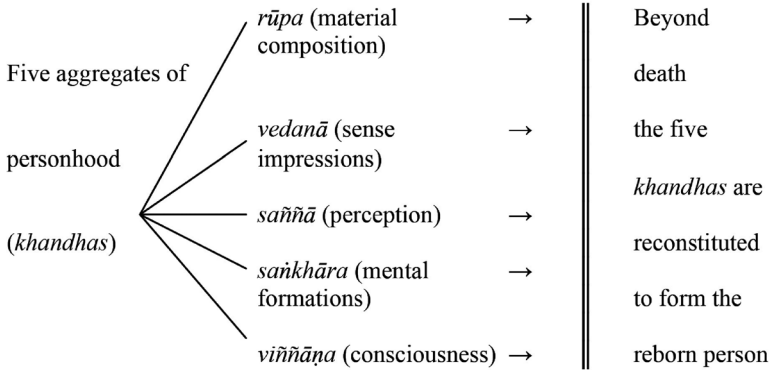 Five aggregates of
personhood
(khandhas)
rūpa (material →
composition)
vedanā (sense →
impressions)
saññā (perception) →
saṅkhāra (mental →
formations)
viññāṇa (consciousness) →
Beyond
death
the five
khandhas are
reconstituted
to form the
reborn person